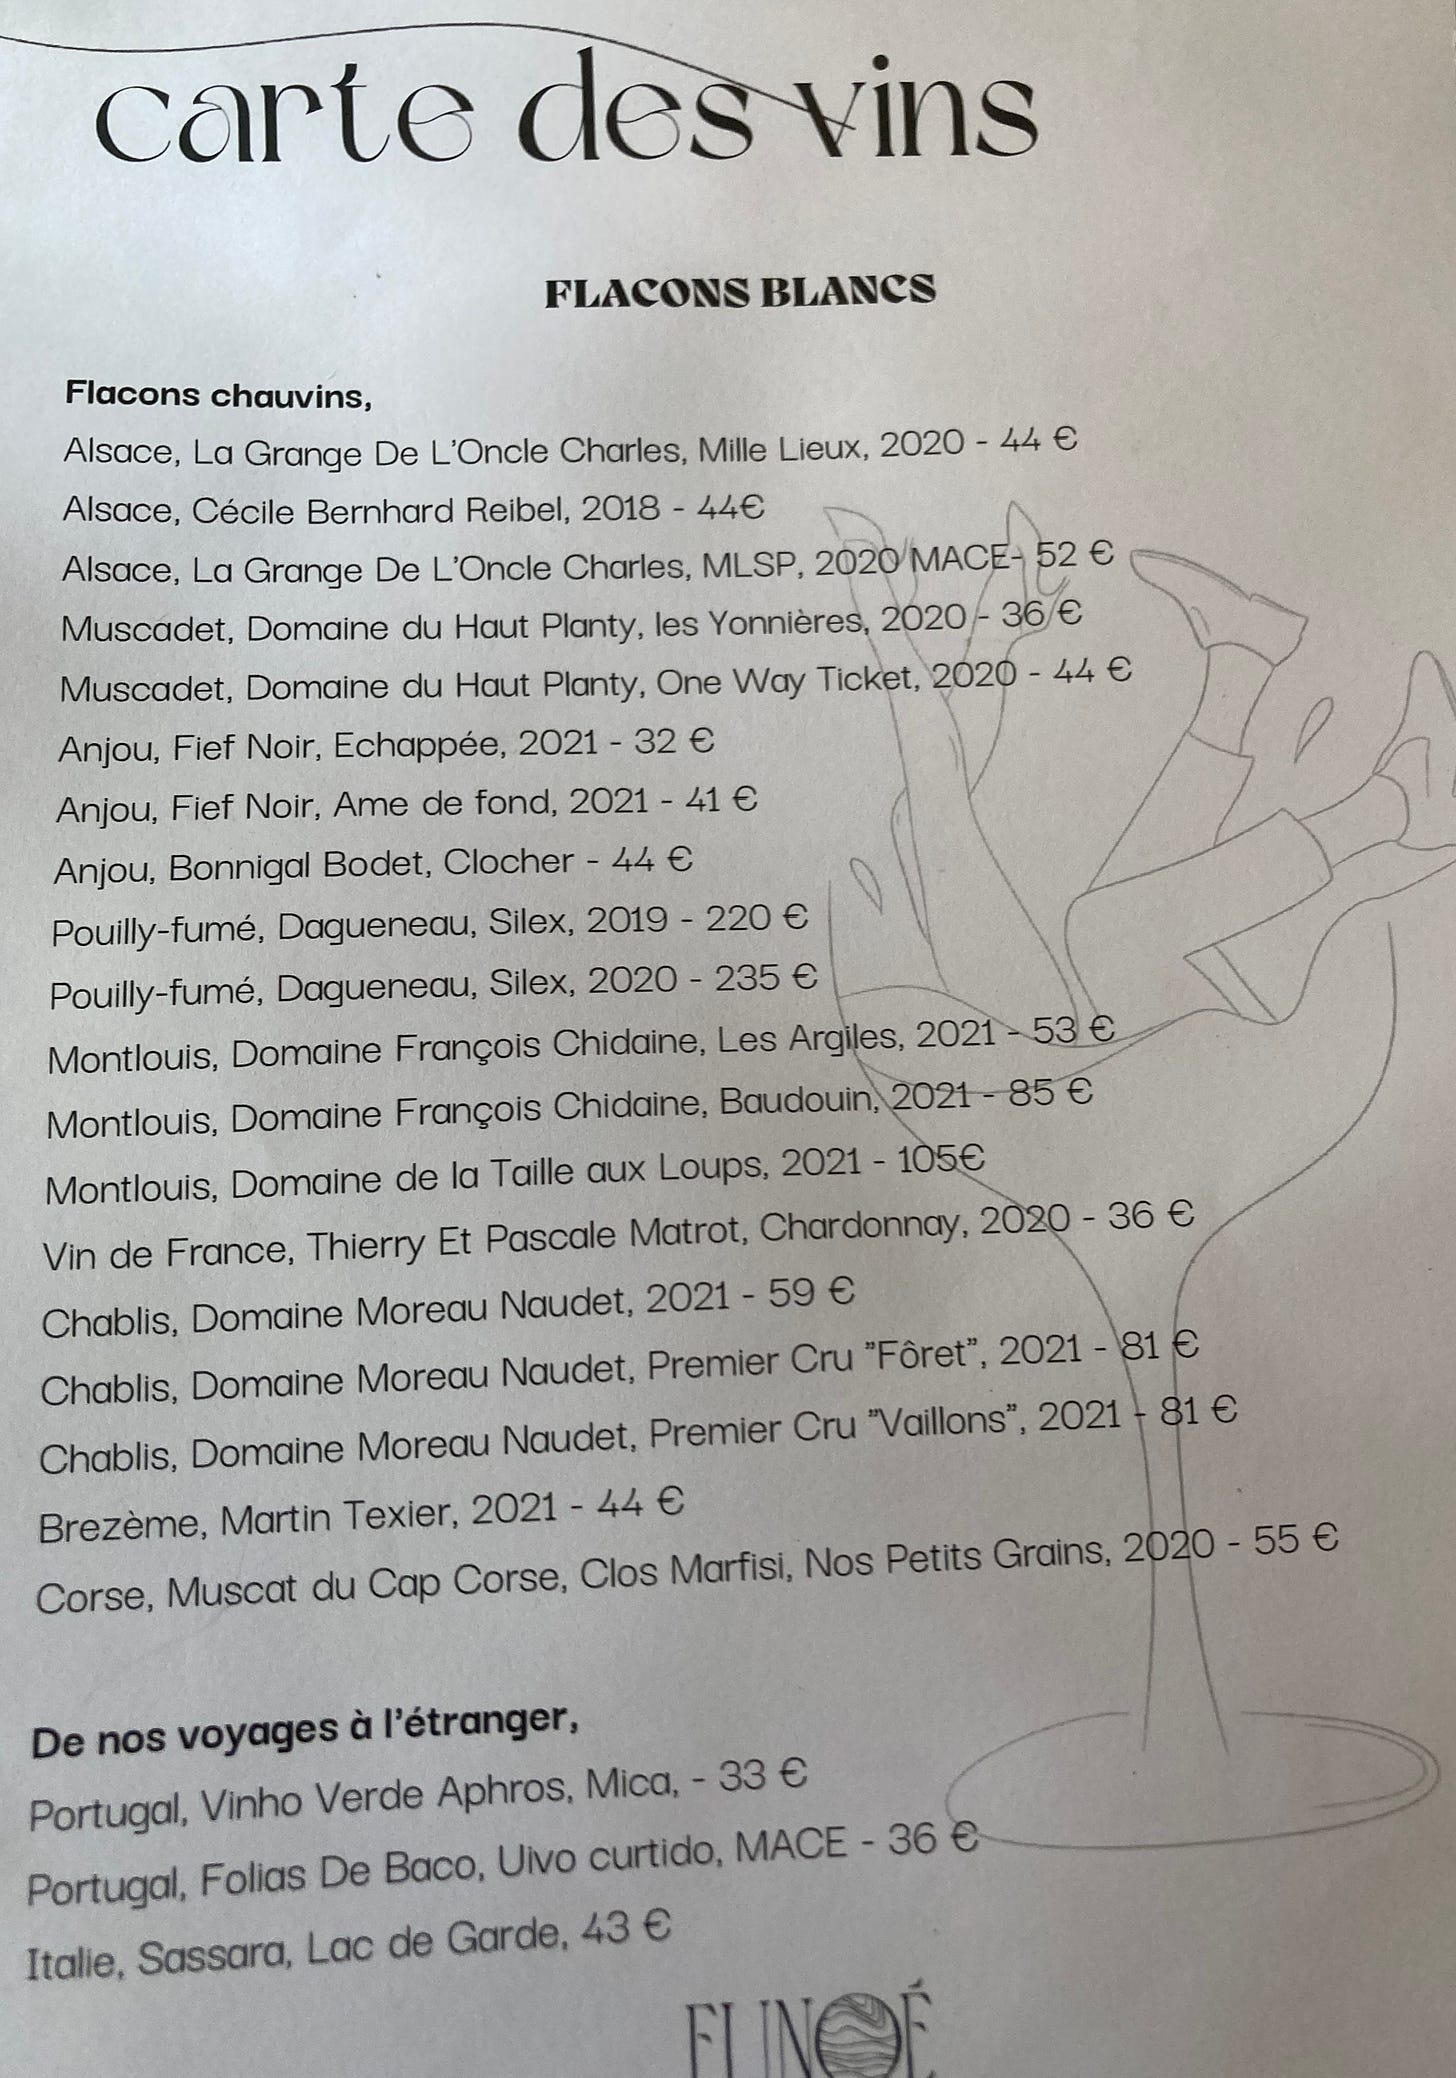 carte des vins
FLACONS BLANCS
Flacons chauvins,
Alsace, La Grange De L'Oncle Charles, Mille Lieux, 2020 - 44 €
Alsace, Cécile Bernhard Reibel, 2018 - 44€
Alsace, La Grange De L'Oncle Charles, MLSP, 2020 MACE- 52 €
Muscadet, Domaine du Haut Planty, les Yonnières, 2020 - 36 €
Muscadet, Domaine du Haut Planty, One Way Ticket, 2020 - 44 €
Anjou, Fief Noir, Echappée, 2021 - 32 €
Anjou, Fief Noir, Ame de fond, 2021 - 41 €
Anjou, Bonnigal Bodet, Clocher - 44 €
Pouilly-fumé, Dagueneau, Silex, 2019 - 220 €
Pouilly-fumé, Dagueneau, Silex, 2020 - 235 €
Montlouis, Domaine François Chidaine, Les Argiles, 2021 - 53 €
Montlouis, Domaine François Chidaine, Baudouin, 2021 - 85 €
Montlouis, Domaine de la Taille aux Loups, 2021 - 105€
Vin de France, Thierry Et Pascale Matrot, Chardonnay, 2020 - 36 €
Chablis, Domaine Moreau Naudet, 2021 - 59 €
Chablis, Domaine Moreau Naudet, Premier Cru "Fôret", 2021 - 81 €
Chablis, Domaine Moreau Naudet, Premier Cru "Vaillons", 2021 - 81 €
Brezème, Martin Texier, 2021 - 44 €
Corse, Muscat du Cap Corse, Clos Marfisi, Nos Petits Grains, 2020 - 55 €
De nos voyages à l'étranger,
Portugal, Vinho Verde Aphros, Mica, - 33 €
Portugal, Folias De Baco, Uivo curtido, MACE - 36 €
Italie, Sassara, Lac de Garde, 43 €